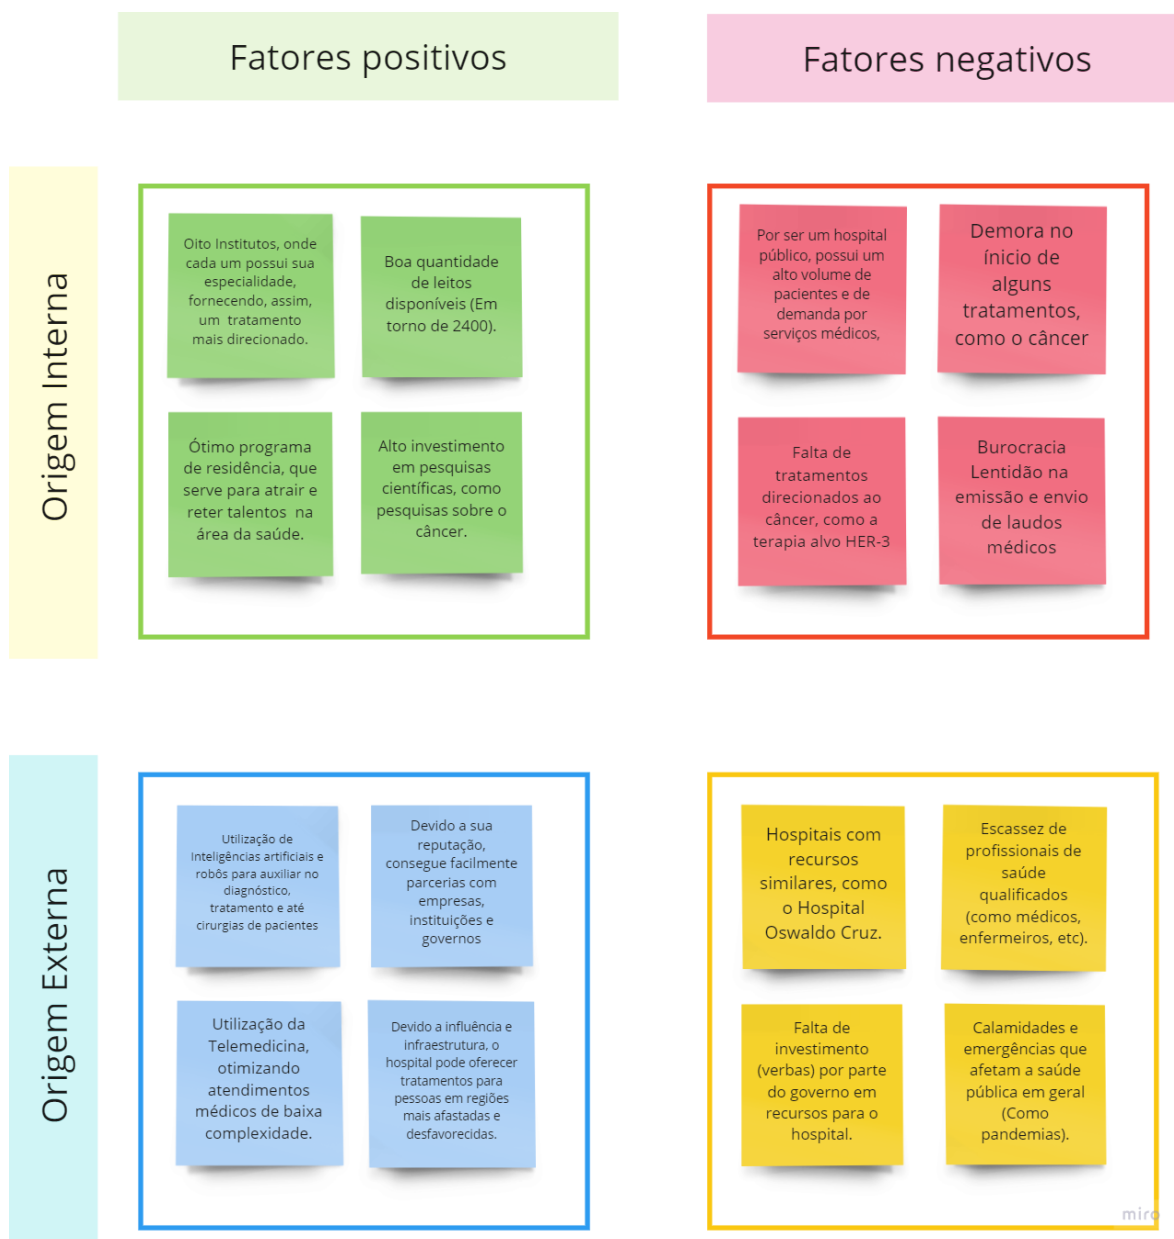 Fatores positivos
Fatores negativos
Origem Interna
Oito Institutos, onde
cada um possui sua
especialidade,
fornecendo, assim,
um tratamento
mais direcionado.
Boa quantidade
de leitos
disponíveis (Em
torno de 2400).
Ótimo programa
de residência, que
serve para atrair e
reter talentos na
área da saúde.
Alto investimento
em pesquisas
científicas, como
pesquisas sobre o
câncer.
Por ser um hospital
público, possui um
alto volume de
pacientes e de
demanda por
serviços médicos,
Demora no
ínicio de
alguns
tratamentos,
como o câncer
Falta de
tratamentos
direcionados ao
câncer, como a
terapia alvo HER-3
Burocracia
Lentidão na
emissão e envio
de laudos
médicos
Origem Externa
Utilização de
Inteligências artificiais e
robôs para auxiliar no
diagnóstico,
tratamento e até
cirurgias de pacientes
Devido a sua
reputação,
consegue facilmente
parcerias com
empresas,
instituições e
governos
Utilização da
Telemedicina,
otimizando
atendimentos
médicos de baixa
complexidade.
Devido a influência e
infraestrutura, o
hospital pode oferecer
tratamentos para
pessoas em regiões
mais afastadas e
desfavorecidas.
Hospitais com
recursos
similares, como
o Hospital
Oswaldo Cruz.
Escassez de
profissionais de
saúde
qualificados
(como médicos,
enfermeiros, etc).
Falta de
investimento
(verbas) por parte
do governo em
recursos para o
hospital.
Calamidades e
emergências que
afetam a saúde
pública em geral
(Como
pandemias).
miro